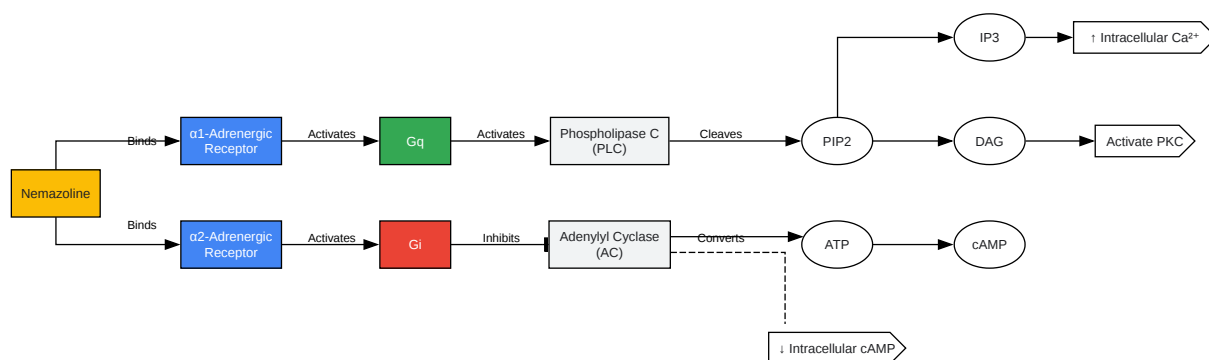 IP3
↑ Intracellular Ca²⁺
Nemazoline
Binds
α1-Adrenergic
Receptor
Activates
Gq
Activates
Phospholipase C
(PLC)
Cleaves
PIP2
DAG
Activate PKC
Binds
α2-Adrenergic
Receptor
Activates
Gi
Inhibits
Adenylyl Cyclase
(AC)
Converts
ATP
cAMP
↓ Intracellular cAMP